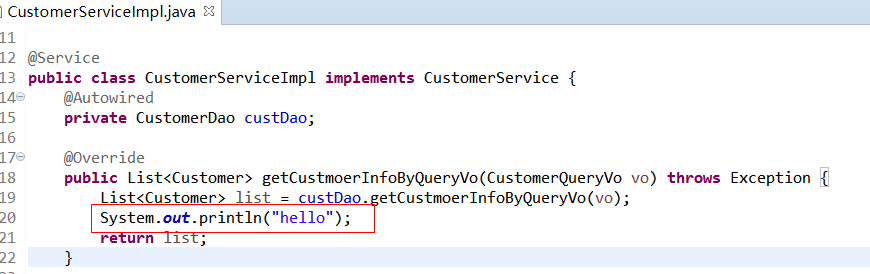 CustomerServiceImpl.java
11
12 @Service
13 public class CustomerServiceImpl implements CustomerService {
14 @Autowired
15 private CustomerDao custDao;
16
17 @Override
18 public List<Customer> getCustmoerInfoByQueryVo(CustomerQueryVo vo) throws Exception {
19 List<Customer> list = custDao.getCustmoerInfoByQueryVo(vo);
20 System.out.println("hello");
21 return list;
22 }